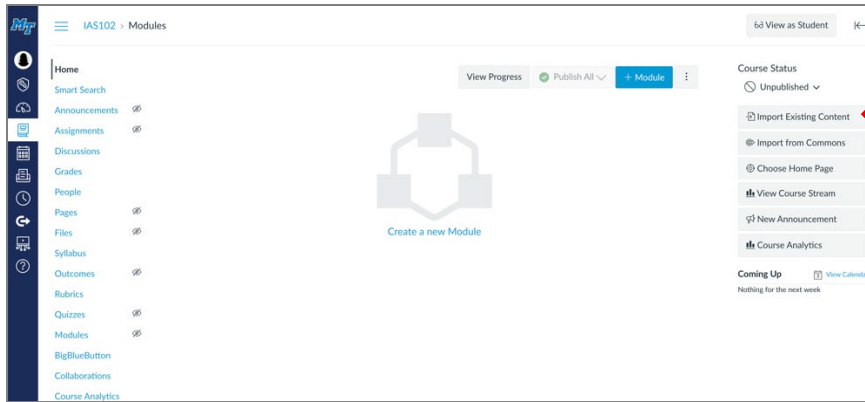 MT
IAS102 > Modules
View as Student
Home
Smart Search
Announcements
Assignments
Discussions
Grades
People
Pages
Files
Syllabus
Outcomes
Rubrics
Quizzes
Modules
BigBlueButton
Collaborations
Course Analytics
View Progress
Publish All
+ Module
Create a new Module
Course Status
Unpublished
Import Existing Content
Import from Commons
Choose Home Page
View Course Stream
New Announcement
Course Analytics
Coming Up View Calenda
Nothing for the next week